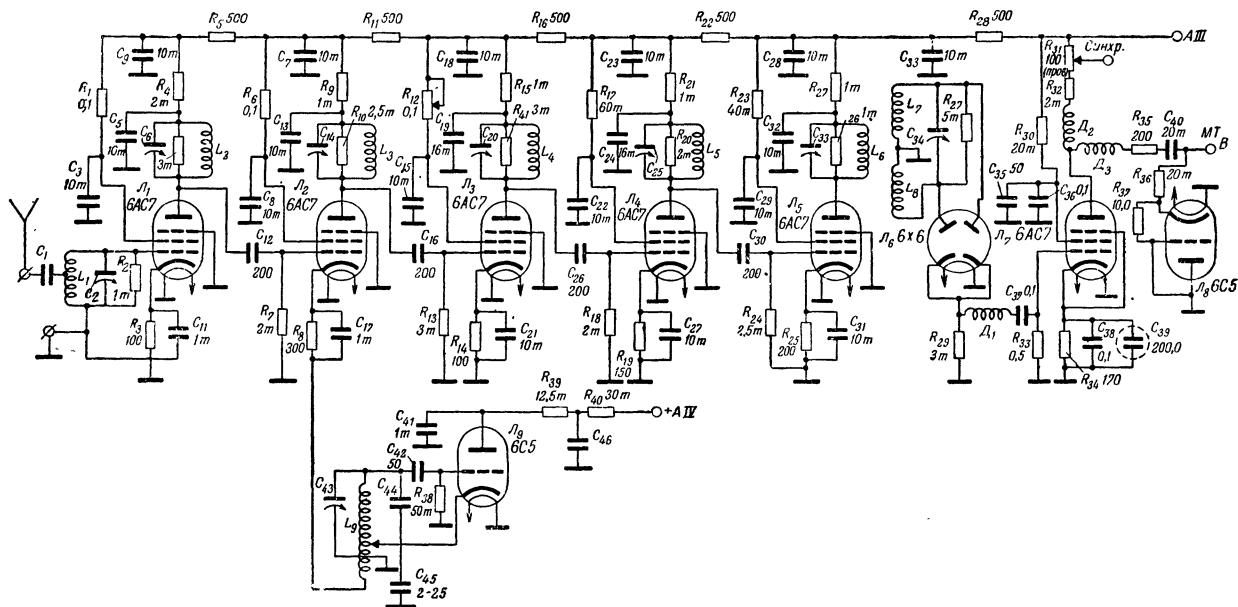 R5 500
R11 500
R16 500
R22 500
R28 500
A III
C9 10m
C7 10m
C18 10m
C23 10m
C28 10m
C33 10m
R31 100 (проб)
Синхр.
R1 0,1
R4 2m
R6 0,1
R9 1m
R12 0,1
R15 1m
R17 60m
R21 1m
R23 40m
R27 1m
L7
R27 5m
C34
R32 2m
R30 20m
Д2
R35 200
C40 20m
МТ
В
C5 10m
C6
3m
L2
C13 10m
C14
R10 2,5m
L3
C19 16m
C20
R41 3m
L4
C24 16m
C25
R20 2m
L5
C32 10m
C33
26 1m
L6
L8
Д3
R36 20m
R37 10,0
C3 10m
Л1 6АС7
C8 10m
Л2 6АС7
C15 10m
Л3 6АС7
C22 10m
Л4 6АС7
C29 10m
Л5 6АС7
Л6 6×6
C35 50
C36 0,1
Л7 6АС7
Л8 6С5
C1
L1
C2
R2 1m
C12 200
C16 200
C26 200
C30 200
R3 100
C11 1m
R7 2m
R8 300
C17 1m
R13 3m
R14 100
C21 10m
R18 2m
R19 150
C27 10m
R24 2,5m
R25 200
C31 10m
R29 3m
Д1
C37 0,1
R33 0,5
R34 170
C38 0,1
C39 1200,0
R39 12,5m
R40 30m
+A IV
C41 1m
C42 50
Л9 6С5
C46
C43
L9
C44
R38 50m
C45 2-25